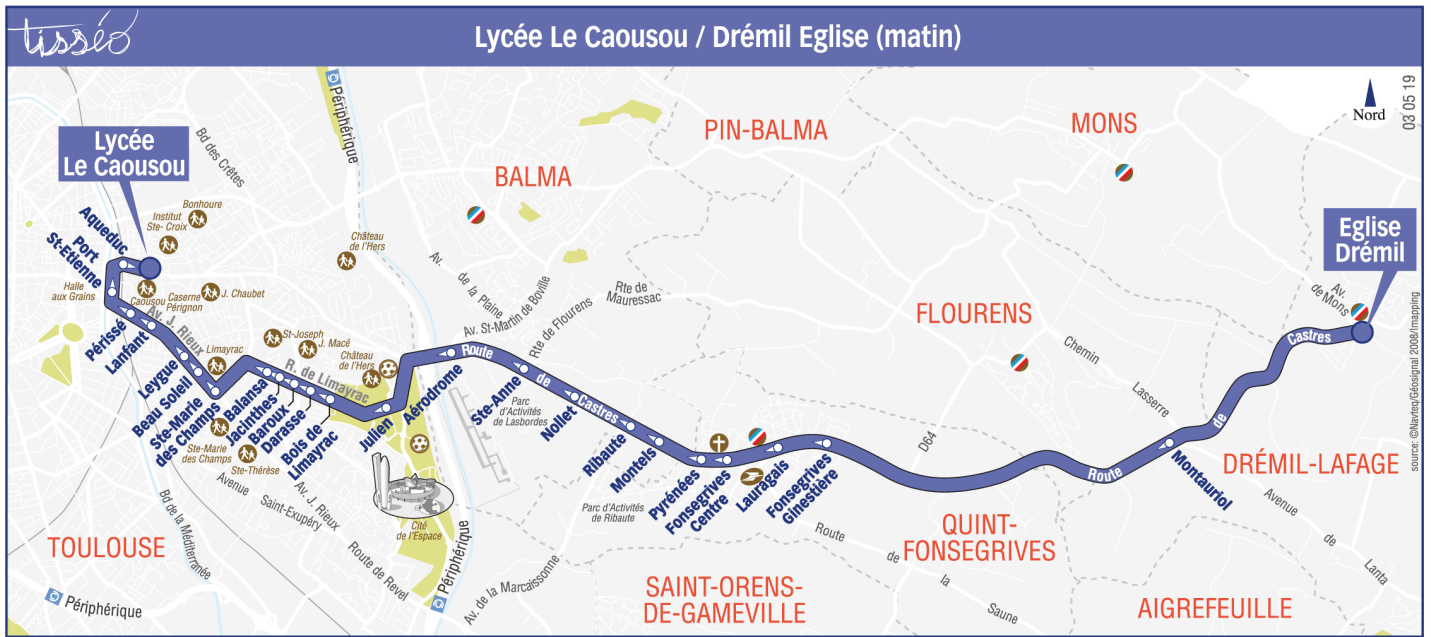 tisséo
Lycée Le Caousou / Drémil Eglise (matin)
03 05 19
Nord
Périphérique
PIN-BALMA
MONS
BALMA
Lycée
Le Caousou
Bd des Crêtes
Bonhoure
Institut
Ste- Croix
Château
de l'Hers
Aqueduc
Port
St-Etienne
Halle
aux Grains
Caousou
Caserne
Pérignon
J. Chaubet
Av. J. Rieux
Périssé
Lanfant
Leygue
Beau Soleil
Ste-Marie
des Champs
Limayrac
St-Joseph
J. Macé
Château
de l'Hers
R. de Limayrac
Balansa
Jacinthes
Baroux
Darasse
Bois de
Limayrac
Julien
Aérodrome
Ste-Marie
des Champs
Ste-Thérèse
Avenue
Saint-Exupéry
Av. J. Rieux
Bd de la Méditerranée
Route de Revel
Cité
de l'Espace
Périphérique
TOULOUSE
Périphérique
Av.
de la Plaine
Av. St-Martin de Boville
Rte de Flourens
Rte de
Mauressac
Route
de
Castres
Ste-Anne
Parc
d'Activités
de Lasbordes
Nollet
Ribaute
Montels
Parc d'Activités
de Ribaute
Pyrénées
Fonsegrives
Centre
Lauragais
Fonsegrives
Ginestière
Av. de la Marcaissonne
SAINT-ORENS-
DE-GAMEVILLE
Route
de
la
Saune
D64
FLOURENS
Chemin
Lasserre
QUINT-
FONSEGRIVES
Route
de
Castres
Montauriol
Eglise
Drémil
Av.
de Mons
DRÉMIL-LAFAGE
Avenue
de
Lanta
AIGREFEUILLE
source: ©Navteq/Géosignal 2008/Imapping